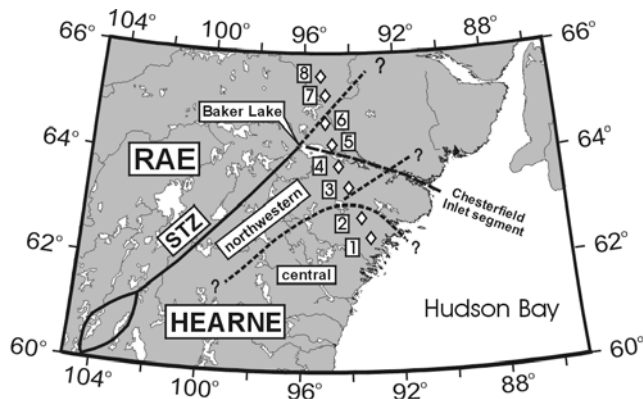 104° 100° 96° 92° 88°
66° 66°
8
?
7
6
Baker Lake
5
64° 64°
RAE
?
4
3
Chesterfield
Inlet segment
northwestern
STZ
2
62° 62°
1
?
central
?
HEARNE
Hudson Bay
60° 60°
104° 100° 96° 92° 88°